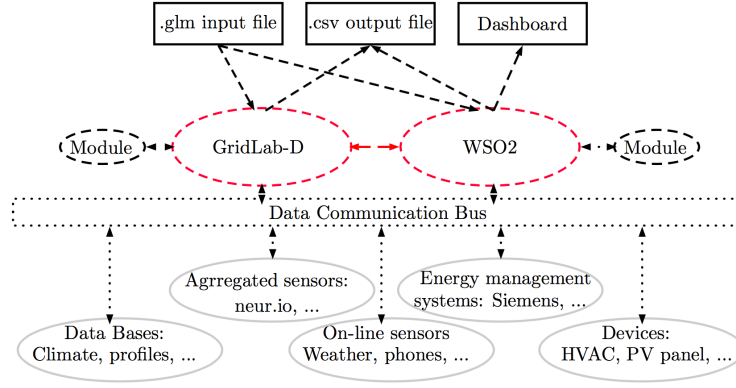 .glm input file
.csv output file
Dashboard
Module
GridLab-D
WSO2
Module
Data Communication Bus
Agrregated sensors:
neur.io, ...
Energy management
systems: Siemens, ...
Data Bases:
Climate, profiles, ...
On-line sensors
Weather, phones, ...
Devices:
HVAC, PV panel, ...